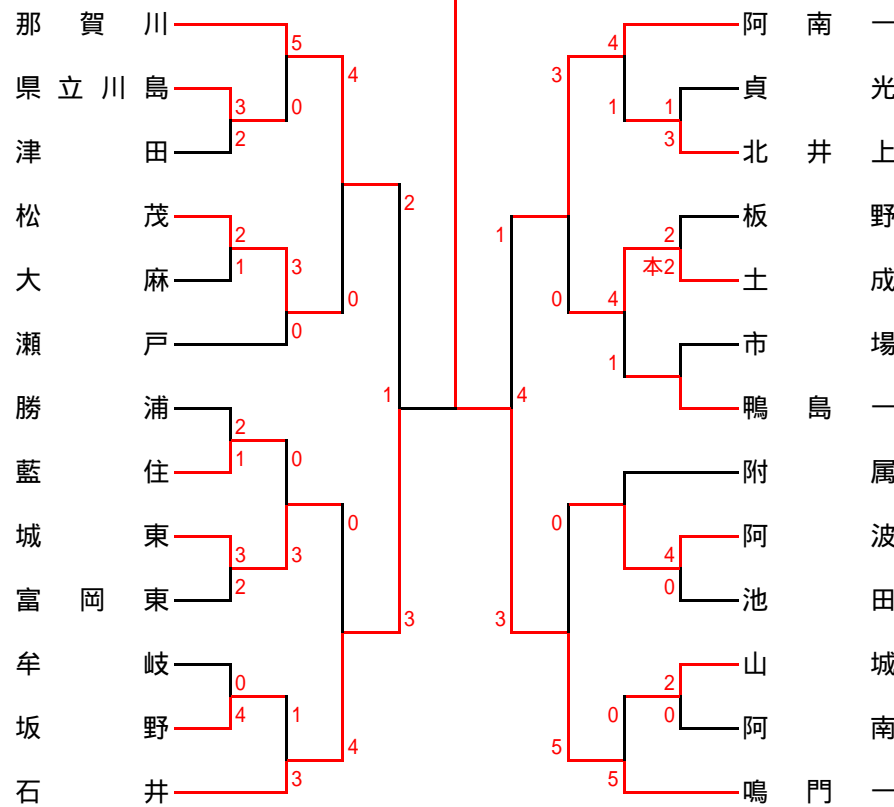 那賀川 阿南一
5 4
4 3
県立川島 貞光
3 0 1 1
2 3
津田 北井上
松茂 2 板野
2 1 2
1 3 本2
大麻 土成
0 0 4
0
瀬戸 市場
1
1 4
勝浦 鴨島一
2
1 0
藍住 附属
0 0
城東 阿波
3 3 4
2 0
富岡東 池田
3 3
牟岐 山城
0 2
4 1 0 0
坂野 阿南
4 5
3 5
石井 鳴門一